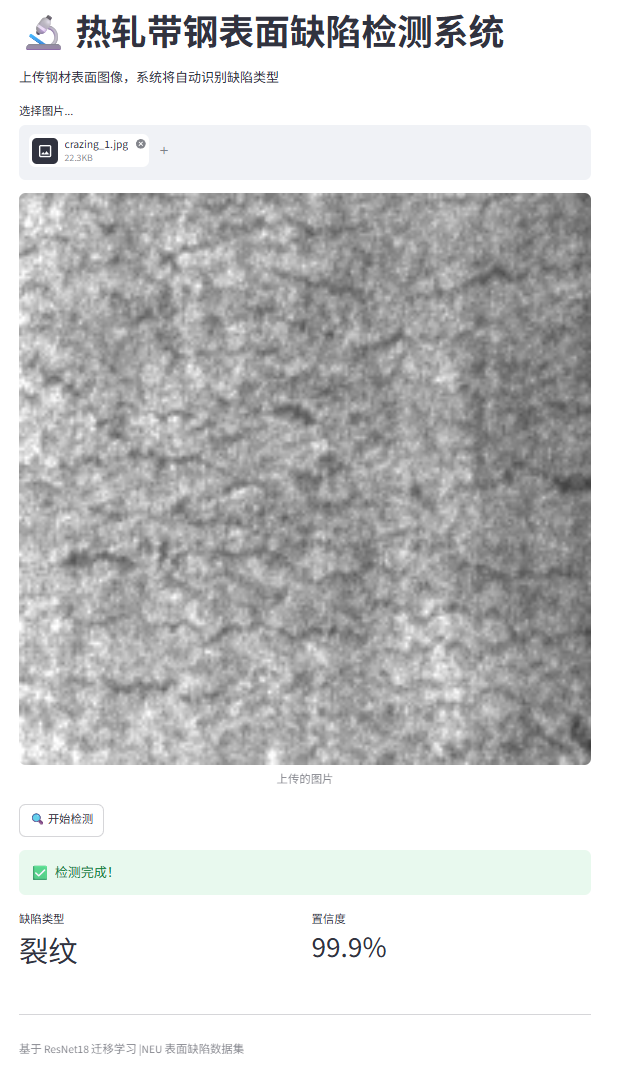 热轧带钢表面缺陷检测系统
上传钢材表面图像，系统将自动识别缺陷类型
选择图片...
crazing_1.jpg
22.3KB
上传的图片
开始检测
检测完成！
缺陷类型
置信度
裂纹
99.9%
基于 ResNet18 迁移学习 |NEU 表面缺陷数据集